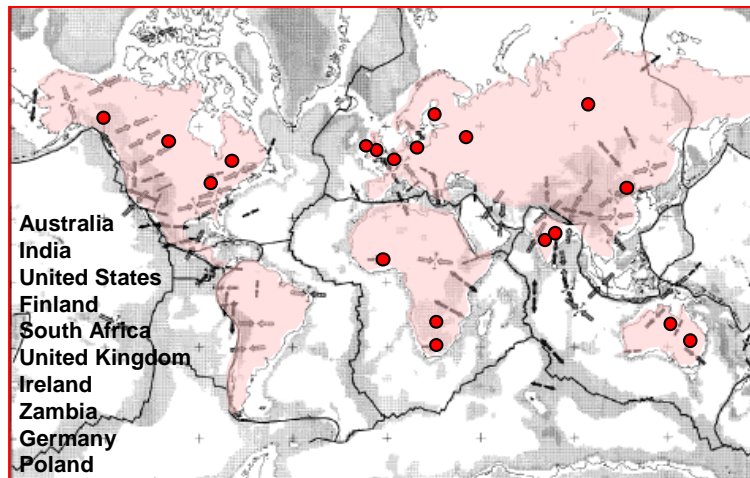 Australia
India
United States
Finland
South Africa
United Kingdom
Ireland
Zambia
Germany
Poland